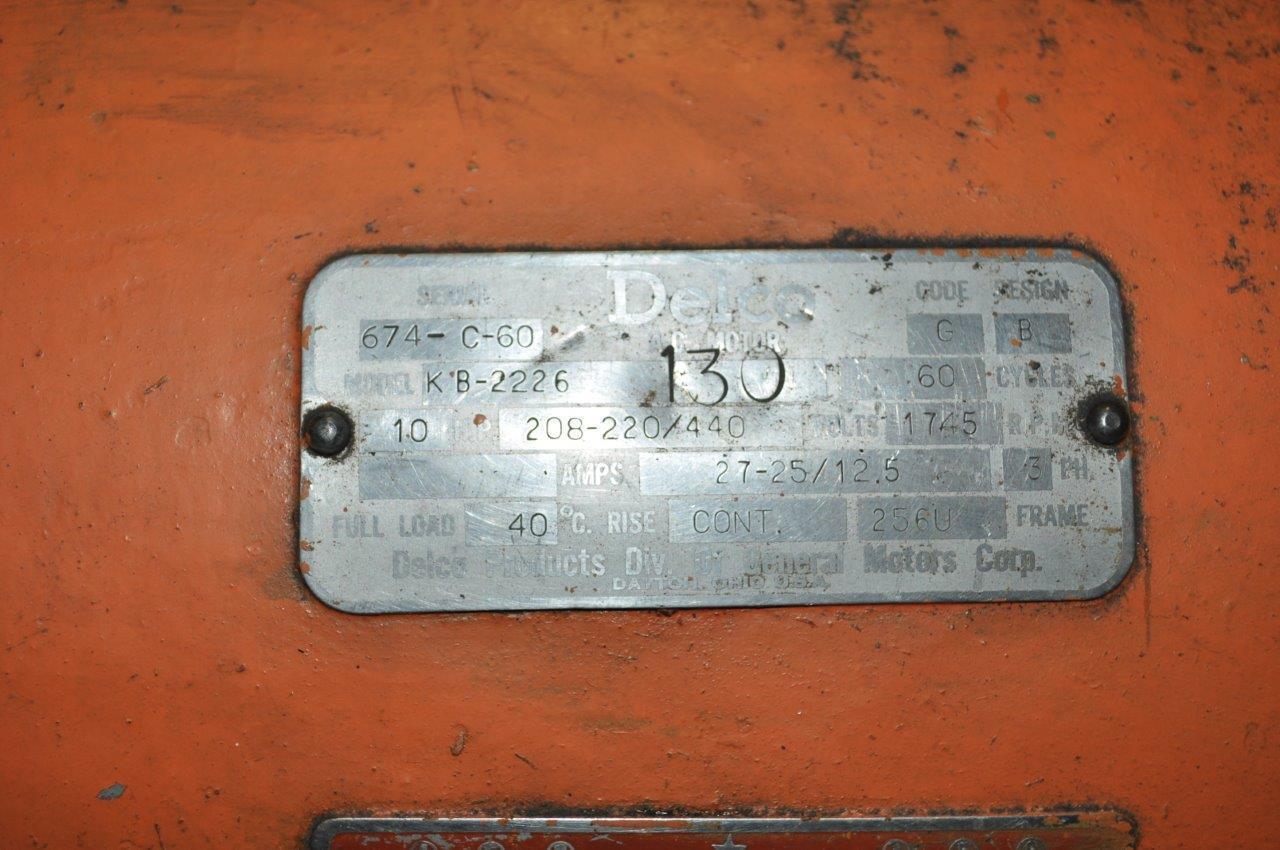 SERIAL Delco CODE DESIGN
674-C-60 A.C. MOTOR G B
MODEL KB-2226 130 60 CYCLES
10 208-220/440 VOLTS 1745 R.P.M.
AMPS 27-25/12.5 3 PH.
FULL LOAD 40 °C. RISE CONT. 256U FRAME
Delco Products Div. Of General Motors Corp.
DAYTON, OHIO U.S.A.